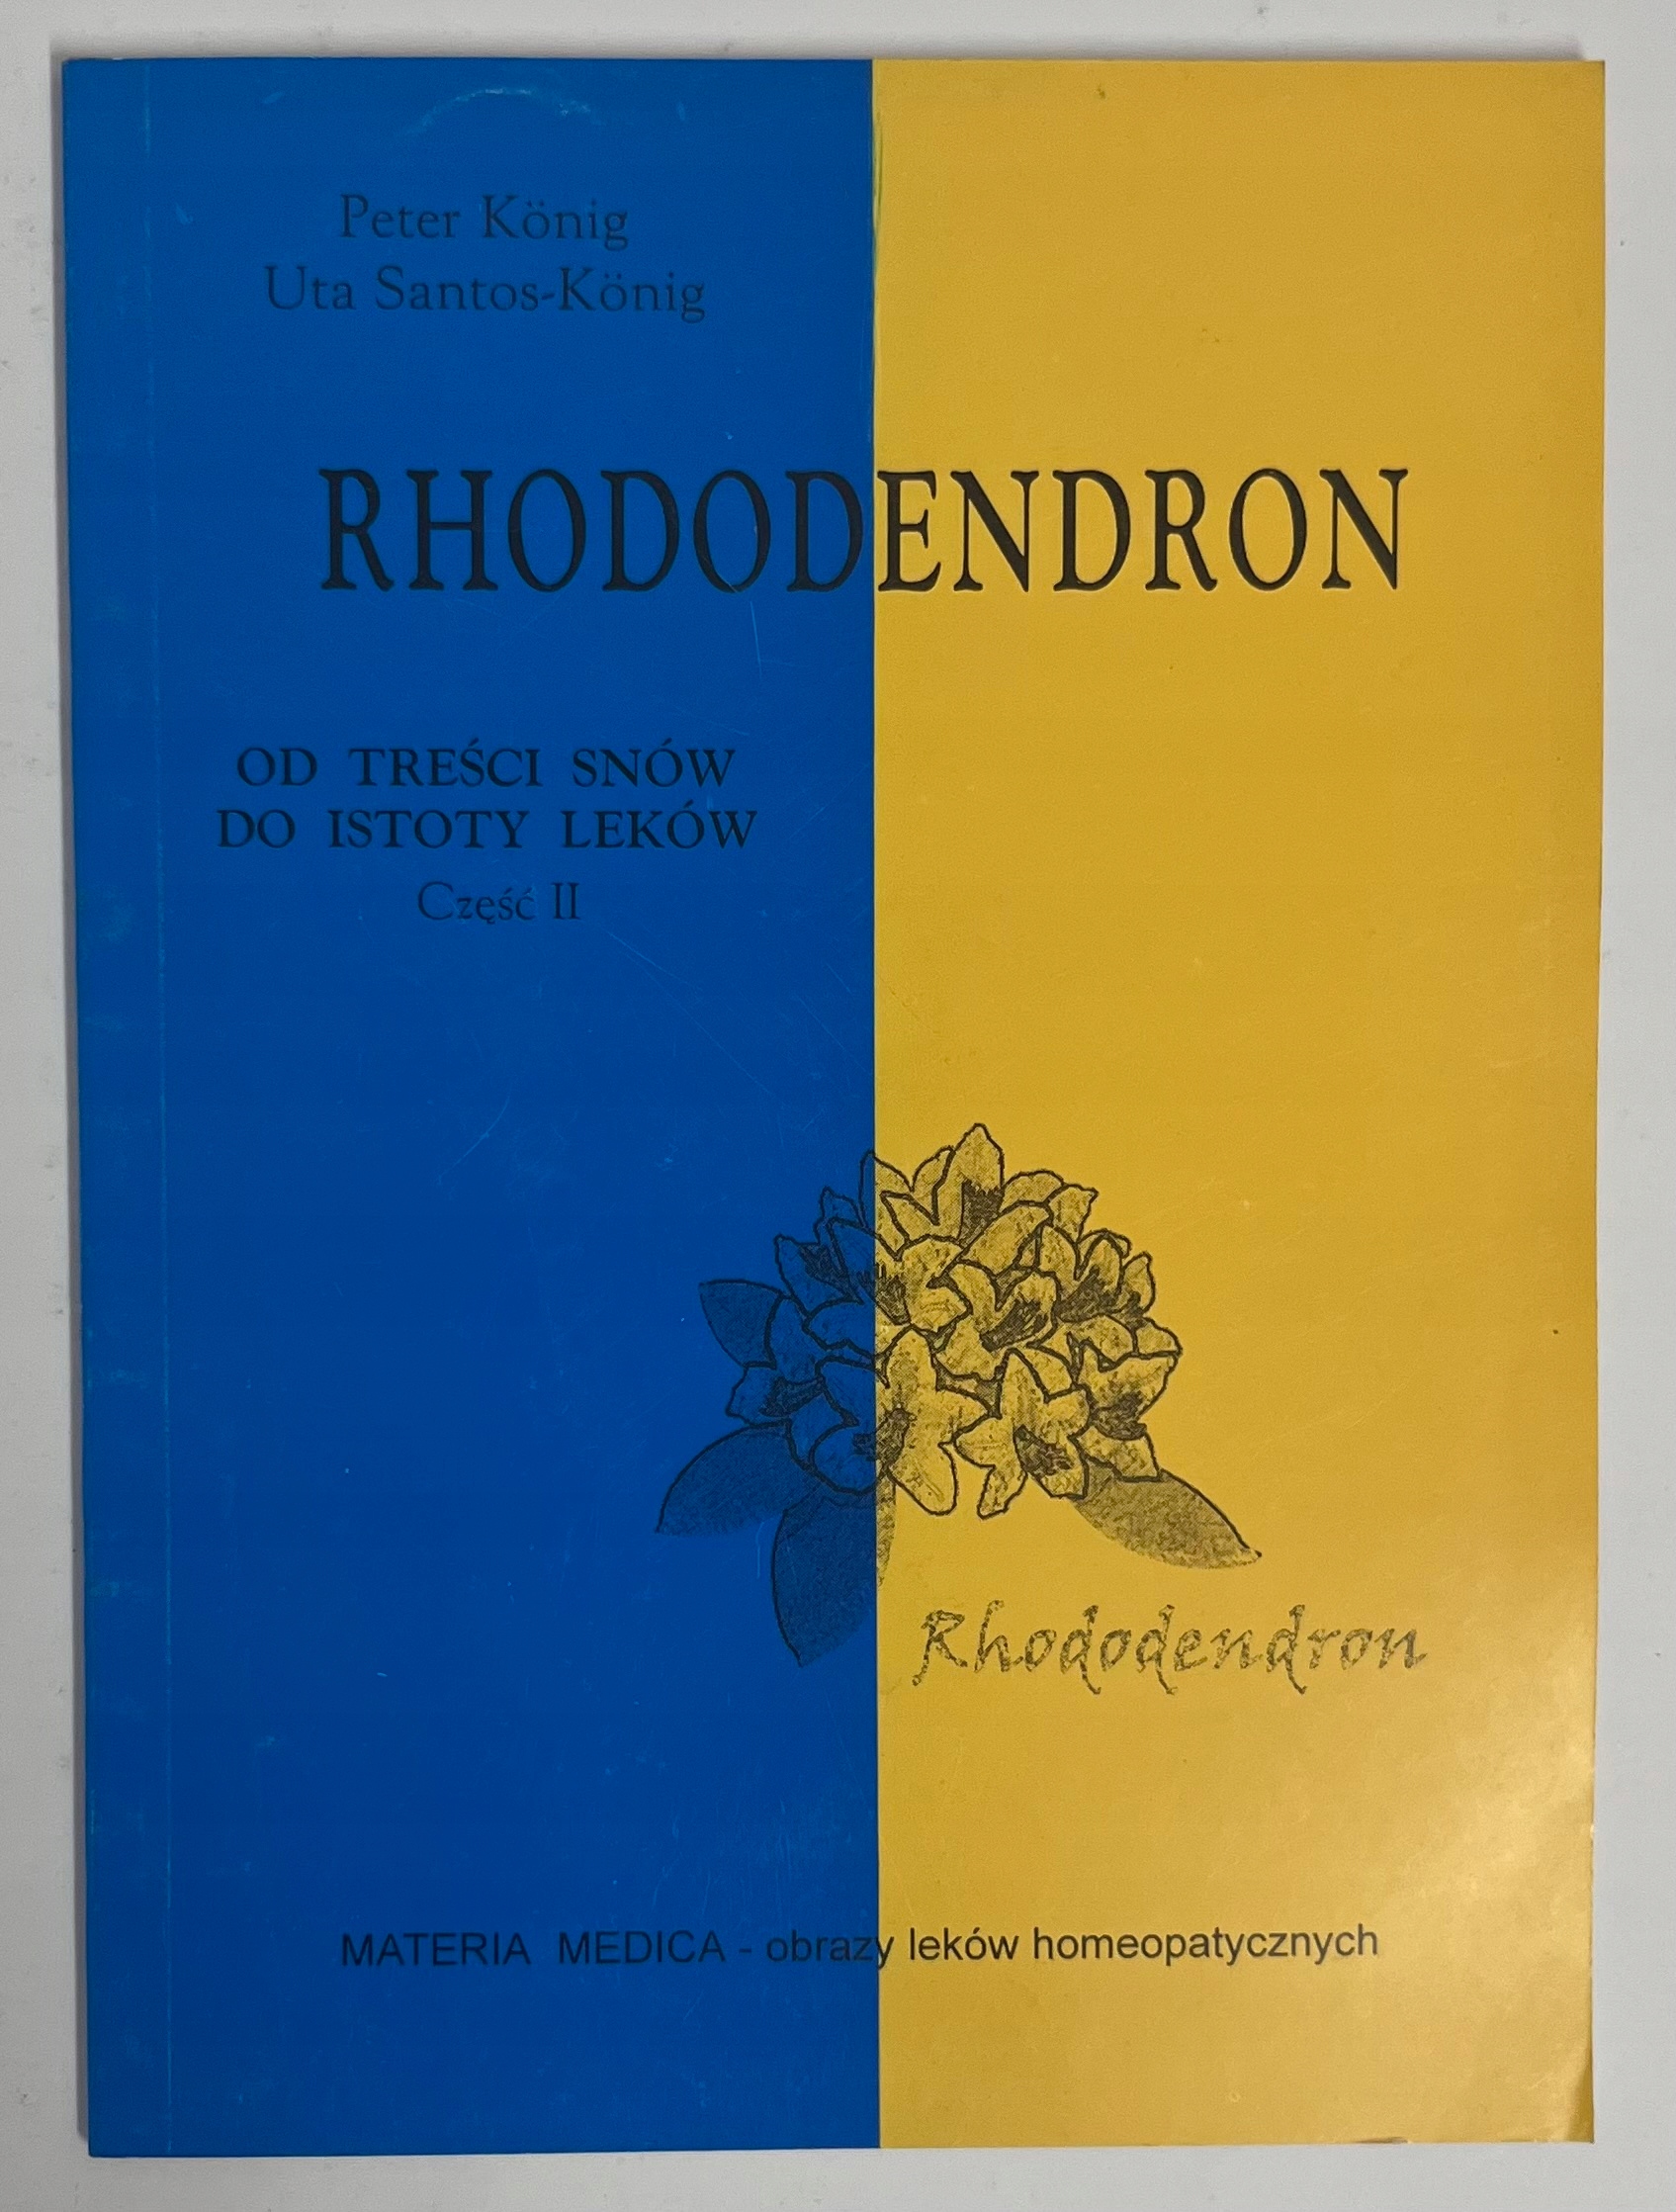 Peter König
Uta Santos-König
RHODODENDRON
OD TREŚCI SNÓW
DO ISTOTY LEKÓW
Część II
Rhododendron
MATERIA MEDICA - obrazy leków homeopatycznych